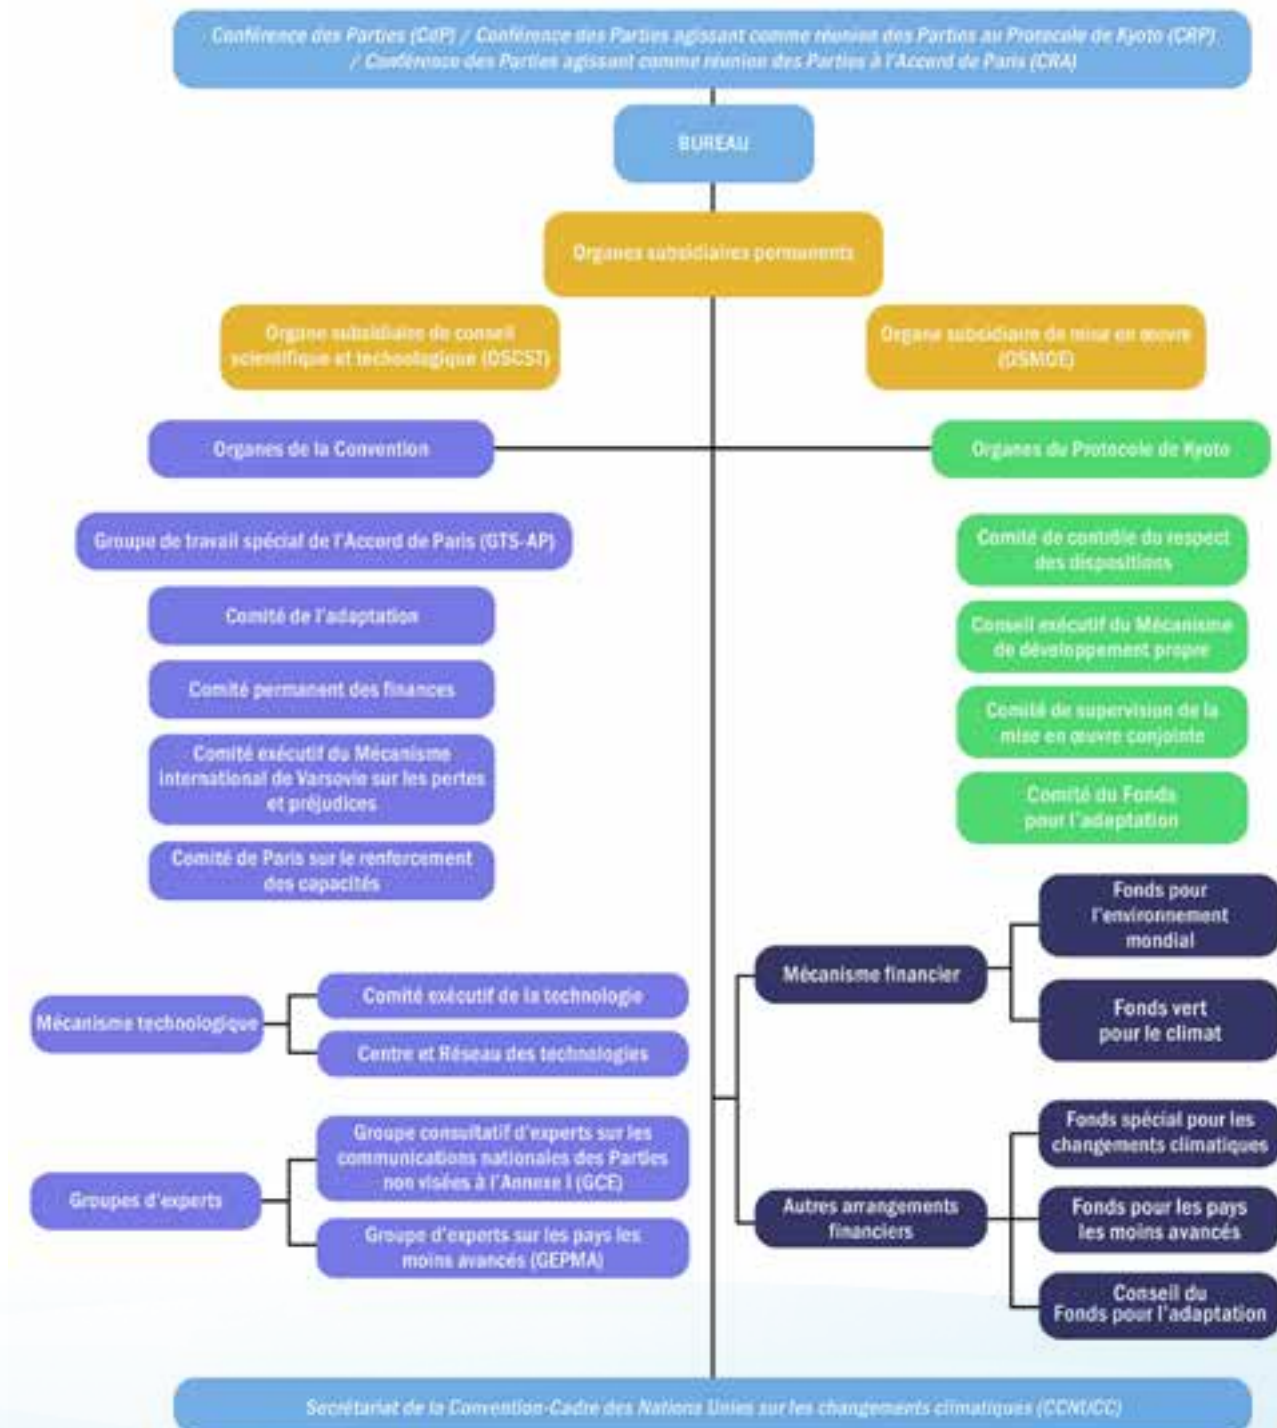 Conférence des Parties (CdP) / Conférence des Parties agissant comme réunion des Parties au Protocole de Kyoto (CRP)
/ Conférence des Parties agissant comme réunion des Parties à l'Accord de Paris (CRA)
BUREAU
Organes subsidiaires permanents
Organe subsidiaire de conseil
scientifique et technologique (OSCST)
Organe subsidiaire de mise en œuvre
(OSMOE)
Organes de la Convention
Organes du Protocole de Kyoto
Groupe de travail spécial de l'Accord de Paris (GTS-AP)
Comité de l'adaptation
Comité permanent des finances
Comité exécutif du Mécanisme
international de Varsovie sur les pertes
et préjudices
Comité de Paris sur le renforcement
des capacités
Comité de contrôle du respect
des dispositions
Conseil exécutif du Mécanisme
de développement propre
Comité de supervision de la
mise en œuvre conjointe
Comité du Fonds
pour l'adaptation
Mécanisme technologique
Comité exécutif de la technologie
Centre et Réseau des technologies
Groupes d'experts
Groupe consultatif d'experts sur les
communications nationales des Parties
non visées à l'Annexe I (GCE)
Groupe d'experts sur les pays les
moins avancés (GEPMA)
Mécanisme financier
Fonds pour
l'environnement
mondial
Fonds vert
pour le climat
Autres arrangements
financiers
Fonds spécial pour les
changements climatiques
Fonds pour les pays
les moins avancés
Conseil du
Fonds pour l'adaptation
Secrétariat de la Convention-Cadre des Nations Unies sur les changements climatiques (CCNUCC)